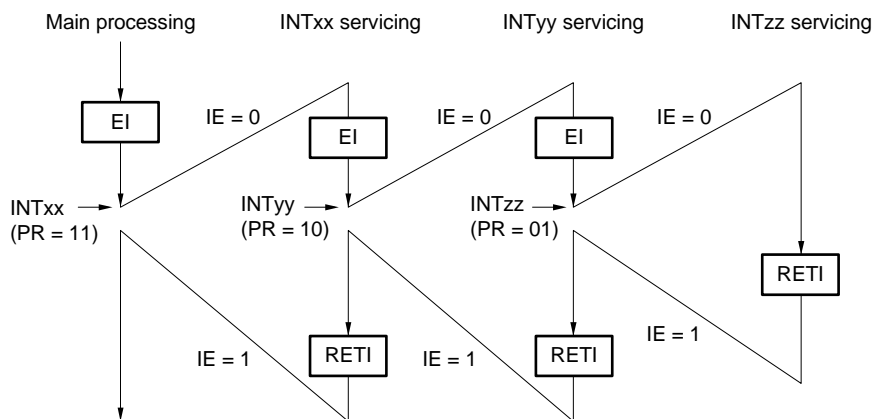 Main processing
INTxx servicing
INTyy servicing
INTzz servicing
EI
IE = 0
EI
IE = 0
EI
IE = 0
INTxx
(PR = 11)
INTyy
(PR = 10)
INTzz
(PR = 01)
RETI
IE = 1
RETI
IE = 1
RETI
IE = 1